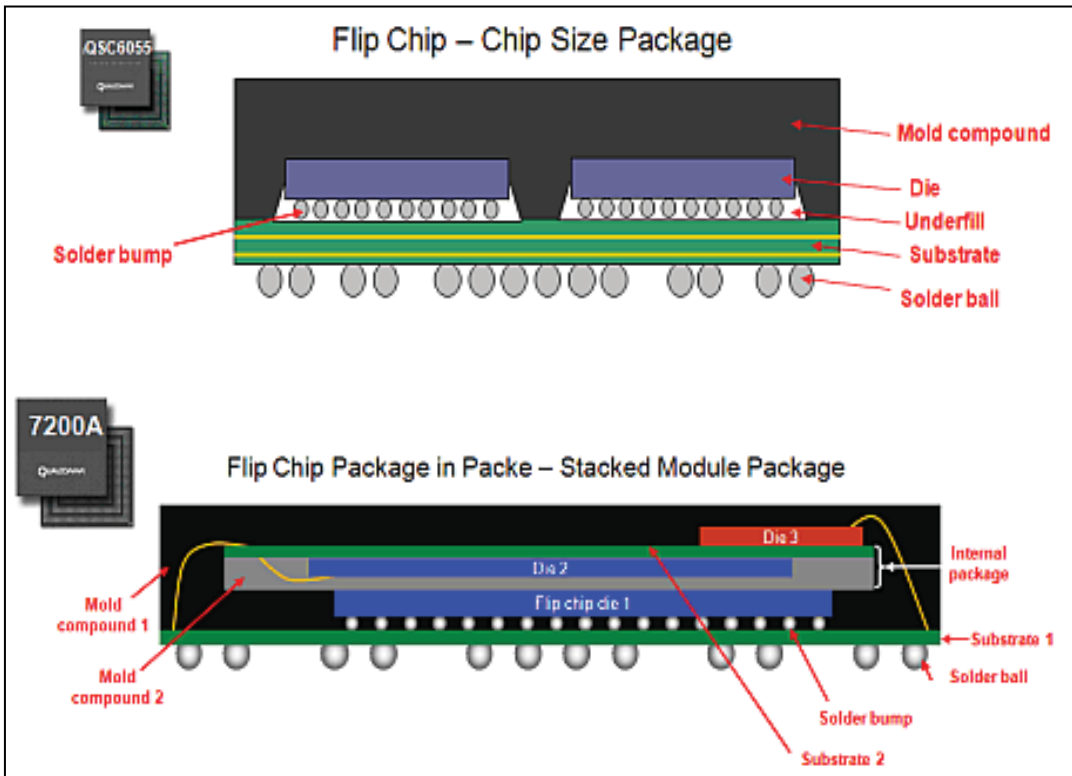 QSC6055
QUALCOMM
Flip Chip – Chip Size Package
Mold compound
Die
Underfill
Substrate
Solder ball
Solder bump
7200A
QUALCOMM
Flip Chip Package in Packe – Stacked Module Package
Die 3
Die 2
Flip chip die 1
Internal
package
Mold
compound 1
Substrate 1
Mold
compound 2
Solder ball
Solder bump
Substrate 2